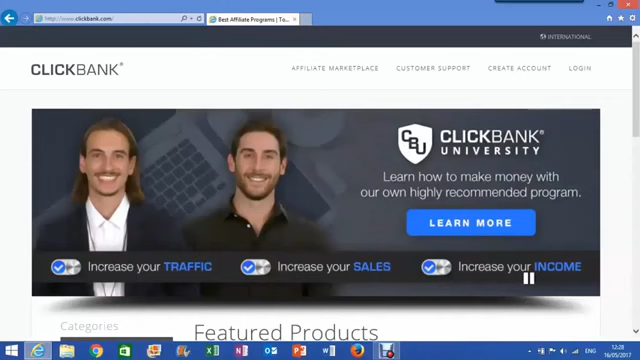 http://www.clickbank.com/
Best Affiliate Programs | To...
INTERNATIONAL
CLICKBANK®
AFFILIATE MARKETPLACE
CUSTOMER SUPPORT
CREATE ACCOUNT
LOGIN
CBU
CLICKBANK®
UNIVERSITY
Learn how to make money with
our own highly recommended program.
LEARN MORE
Increase your TRAFFIC
Increase your SALES
Increase your INCOME
Categories
Featured Products
ENG
12:28
16/05/2017